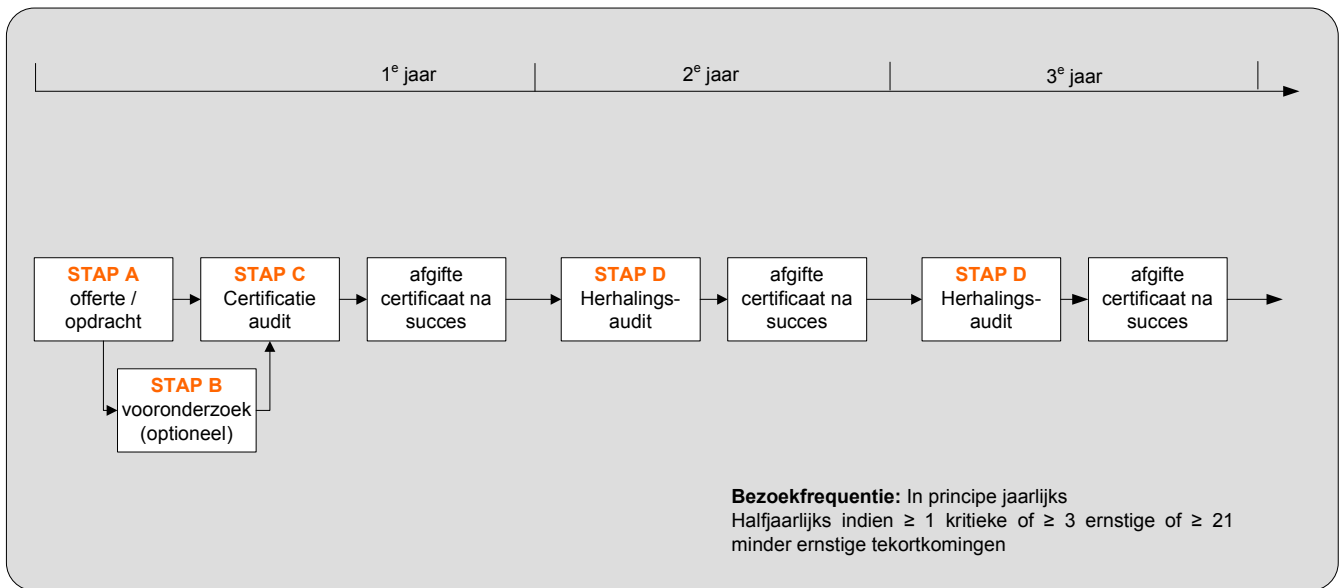 1e jaar
2e jaar
3e jaar
STAP A
offerte /
opdracht
STAP C
Certificatie
audit
afgifte
certificaat na
succes
STAP D
Herhalings-
audit
afgifte
certificaat na
succes
STAP D
Herhalings-
audit
afgifte
certificaat na
succes
STAP B
vooronderzoek
(optioneel)
Bezoekfrequentie: In principe jaarlijks
Halfjaarlijks indien ≥ 1 kritieke of ≥ 3 ernstige of ≥ 21
minder ernstige tekortkomingen